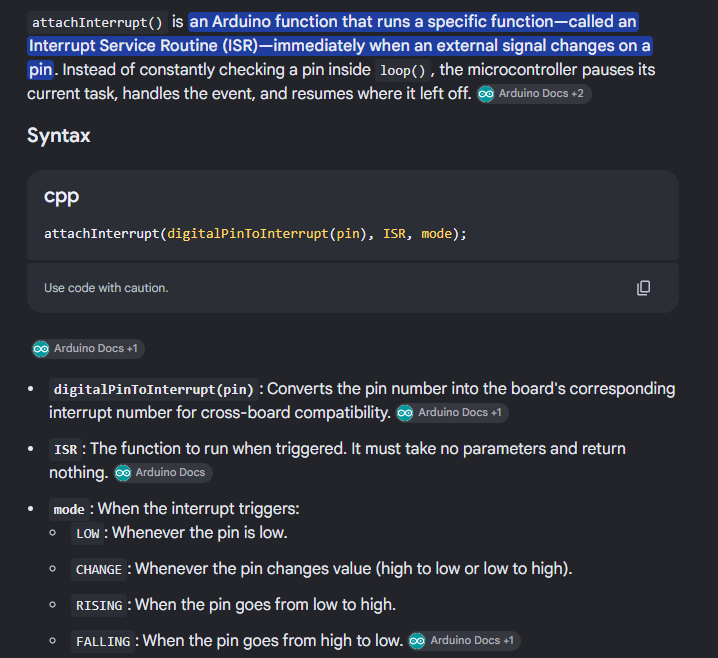 attachInterrupt() is an Arduino function that runs a specific function—called an
Interrupt Service Routine (ISR)—immediately when an external signal changes on a
pin. Instead of constantly checking a pin inside loop(), the microcontroller pauses its
current task, handles the event, and resumes where it left off. Arduino Docs +2
Syntax
cpp
attachInterrupt(digitalPinToInterrupt(pin), ISR, mode);
Use code with caution.
Arduino Docs +1
• digitalPinToInterrupt(pin): Converts the pin number into the board's corresponding
interrupt number for cross-board compatibility. Arduino Docs +1
• ISR: The function to run when triggered. It must take no parameters and return
nothing. Arduino Docs
• mode: When the interrupt triggers:
◦ LOW: Whenever the pin is low.
◦ CHANGE: Whenever the pin changes value (high to low or low to high).
◦ RISING: When the pin goes from low to high.
◦ FALLING: When the pin goes from high to low. Arduino Docs +1